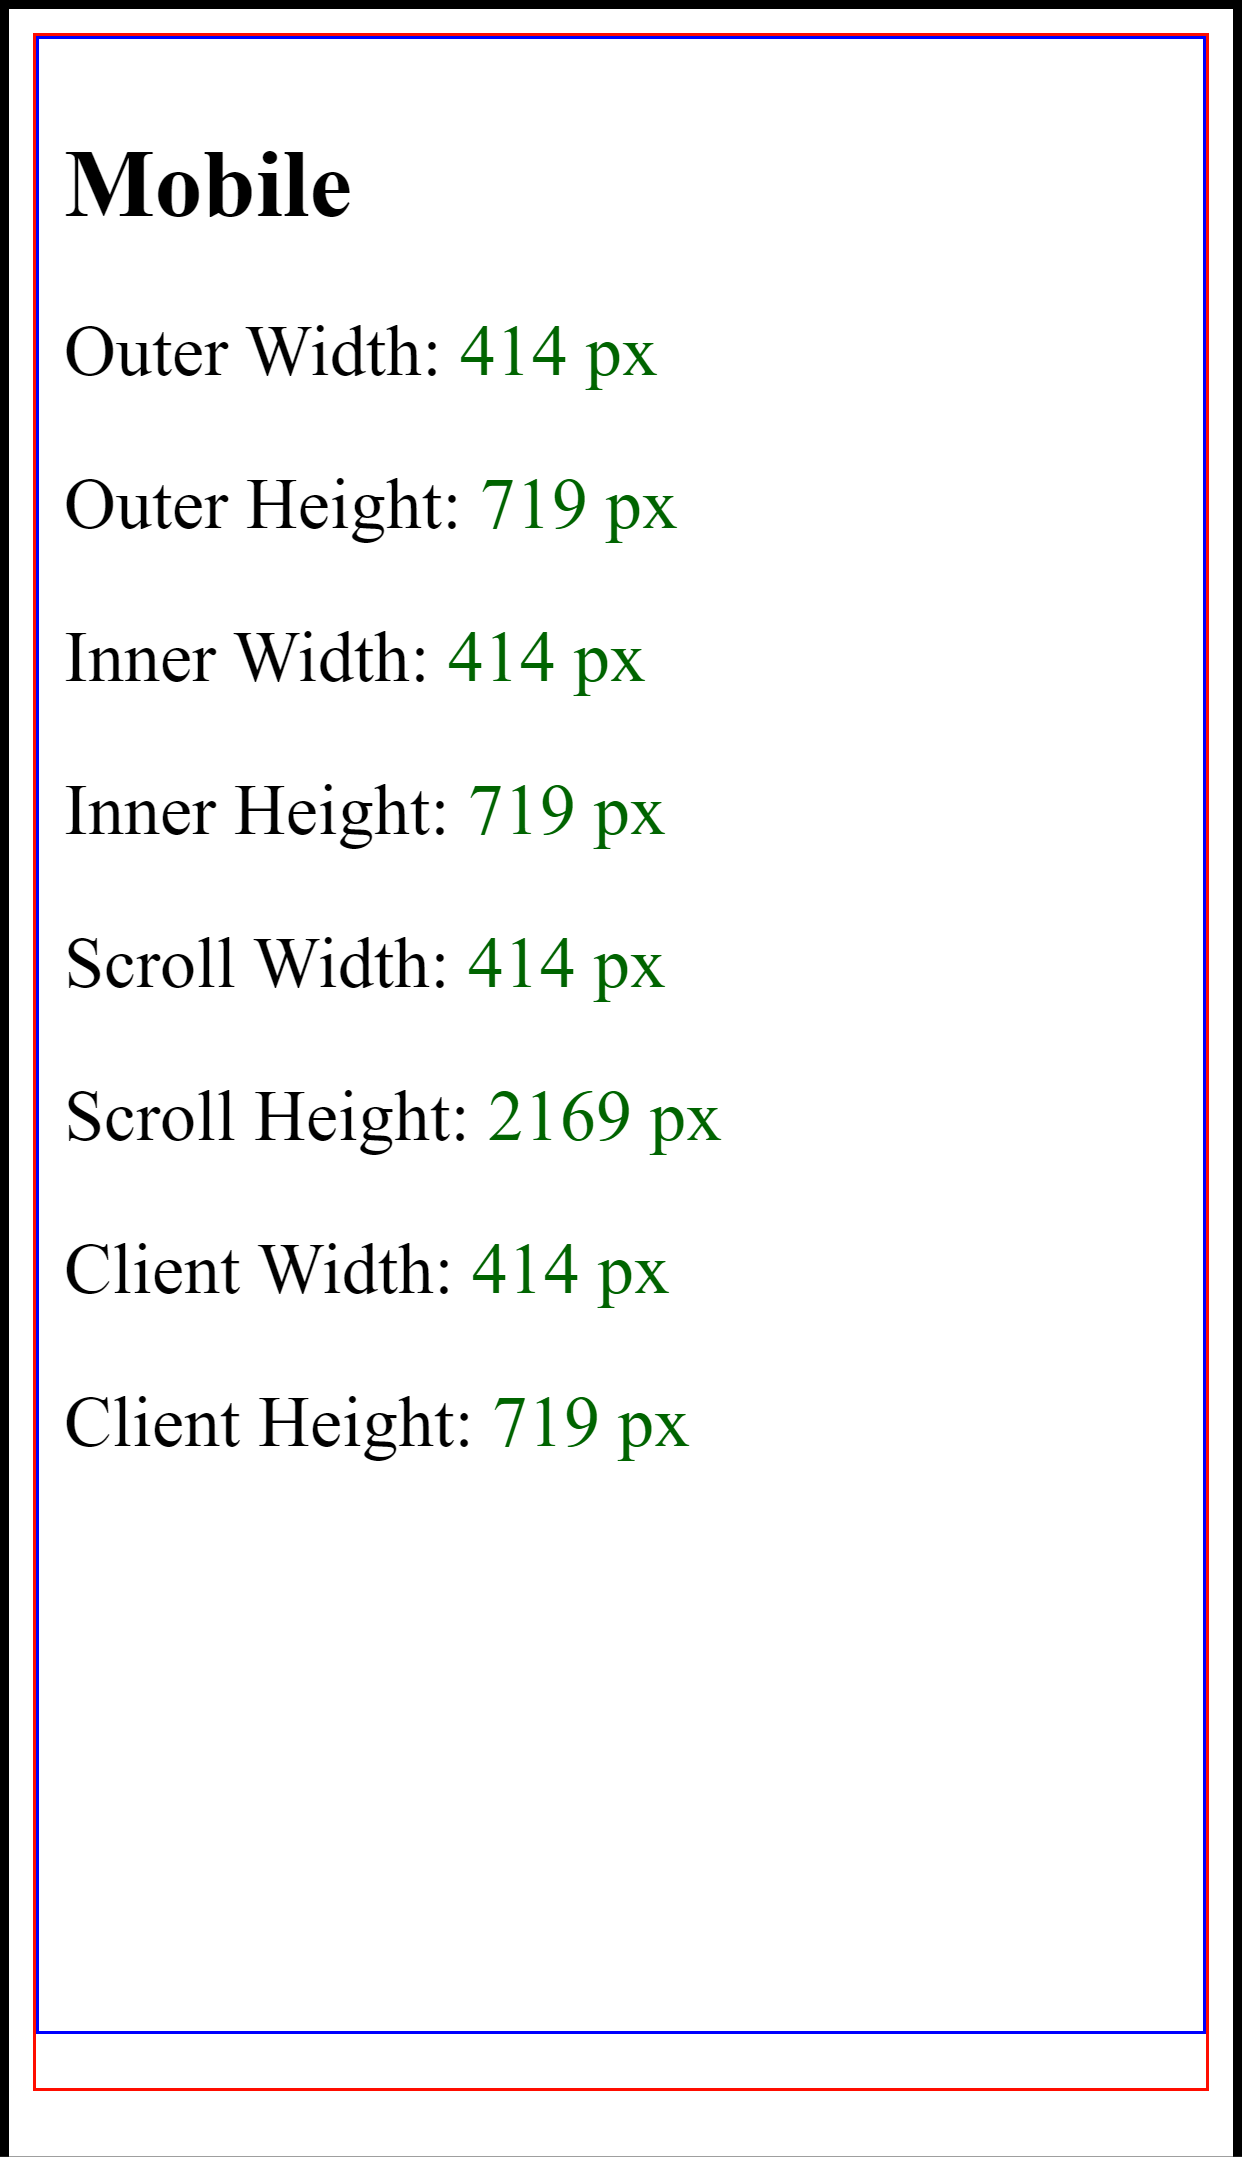 Mobile
Outer Width: 414 px
Outer Height: 719 px
Inner Width: 414 px
Inner Height: 719 px
Scroll Width: 414 px
Scroll Height: 2169 px
Client Width: 414 px
Client Height: 719 px